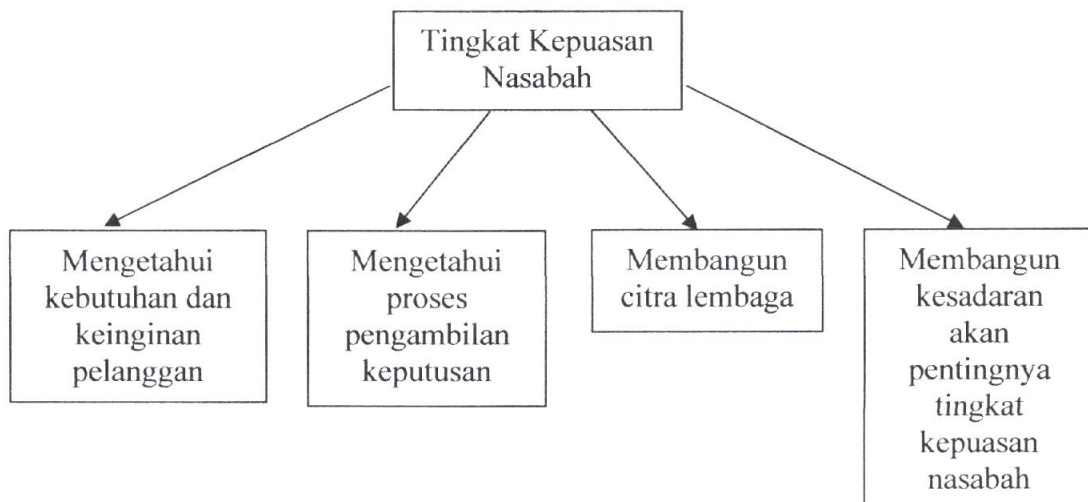 Tingkat Kepuasan
Nasabah
Mengetahui
kebutuhan dan
keinginan
pelanggan
Mengetahui
proses
pengambilan
keputusan
Membangun
citra lembaga
Membangun
kesadaran
akan
pentingnya
tingkat
kepuasan
nasabah